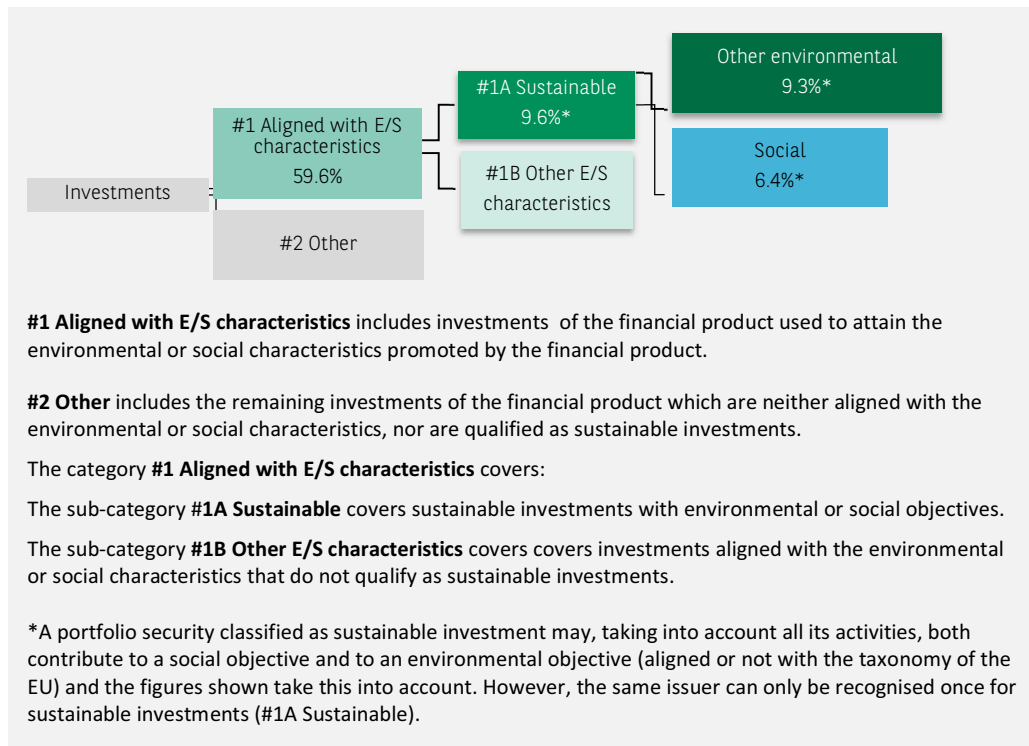 Investments
#1 Aligned with E/S
characteristics
59.6%
#2 Other
#1A Sustainable
9.6%*
#1B Other E/S
characteristics
Other environmental
9.3%*
Social
6.4%*
#1 Aligned with E/S characteristics includes investments of the financial product used to attain the
environmental or social characteristics promoted by the financial product.
#2 Other includes the remaining investments of the financial product which are neither aligned with the
environmental or social characteristics, nor are qualified as sustainable investments.
The category #1 Aligned with E/S characteristics covers:
The sub-category #1A Sustainable covers sustainable investments with environmental or social objectives.
The sub-category #1B Other E/S characteristics covers covers investments aligned with the environmental
or social characteristics that do not qualify as sustainable investments.
*A portfolio security classified as sustainable investment may, taking into account all its activities, both
contribute to a social objective and to an environmental objective (aligned or not with the taxonomy of the
EU) and the figures shown take this into account. However, the same issuer can only be recognised once for
sustainable investments (#1A Sustainable).